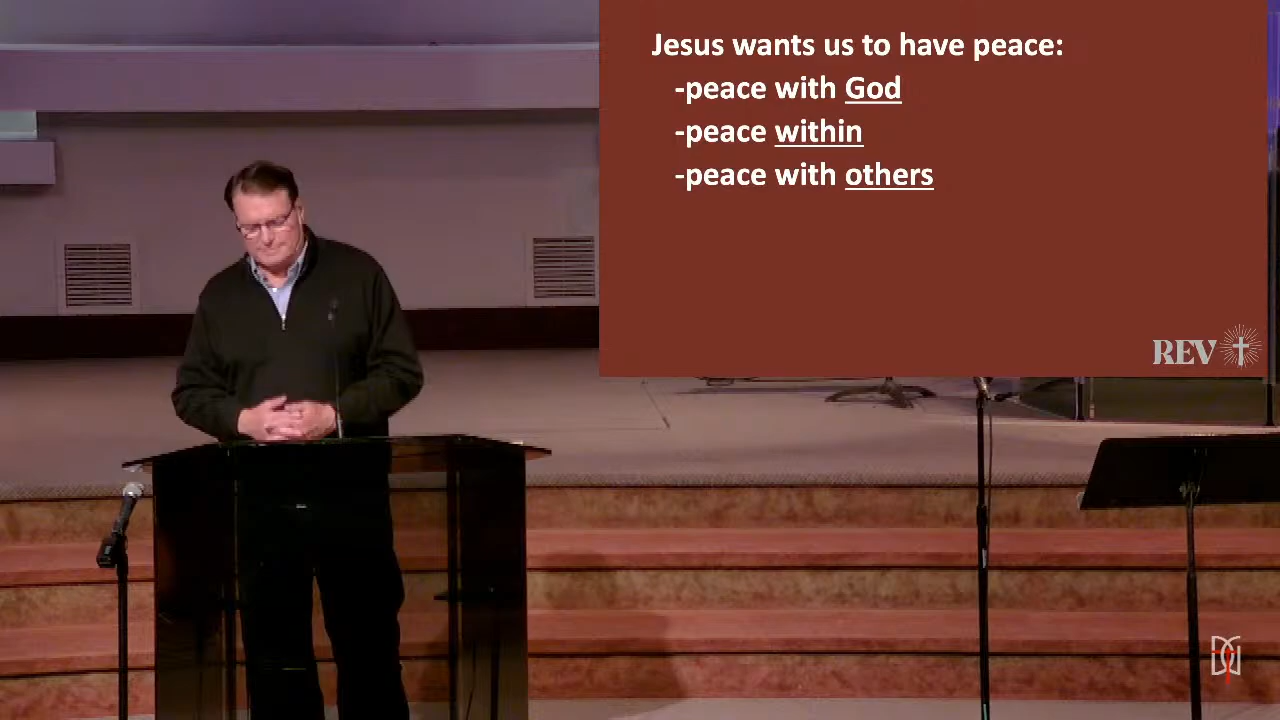 Jesus wants us to have peace:
-peace with God
-peace within
-peace with others
REV